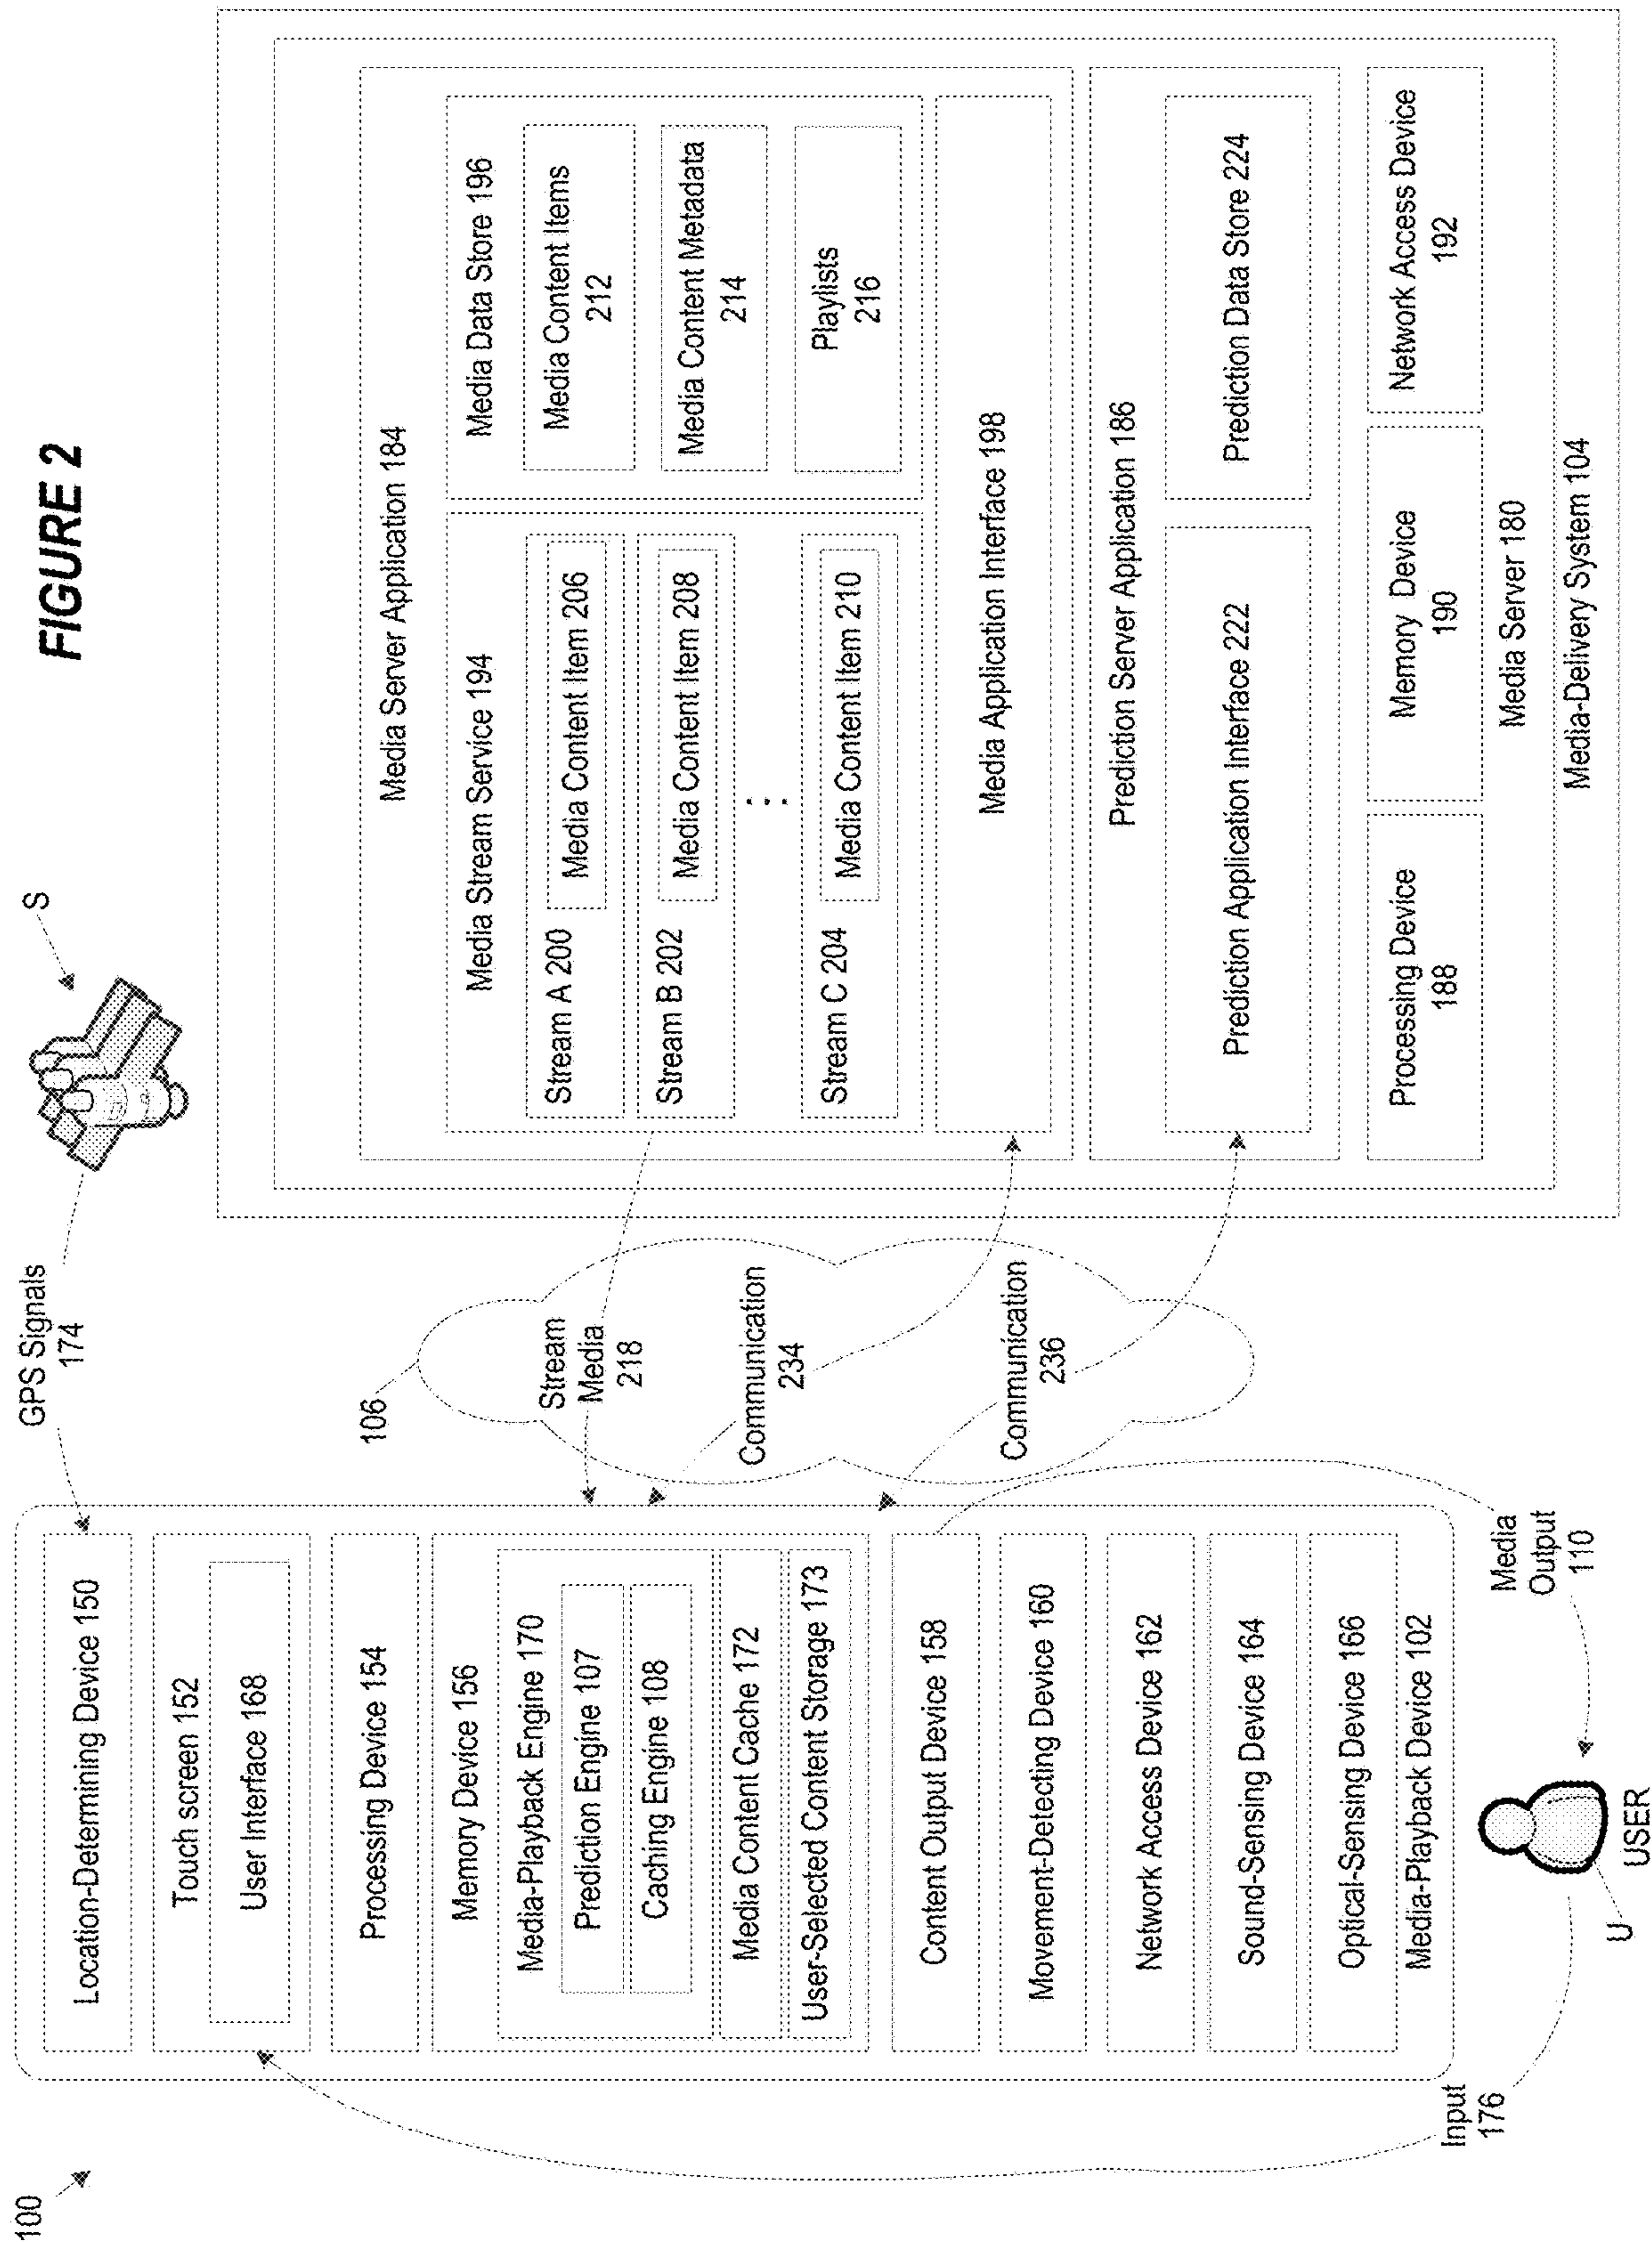 FIGURE 2
100
GPS Signals
174
S
Location-Determining Device 150
Touch screen 152
User Interface 168
Processing Device 154
Memory Device 156
Media-Playback Engine 170
Prediction Engine 107
Caching Engine 108
Media Content Cache 172
User-Selected Content Storage 173
Content Output Device 158
Movement-Detecting Device 160
Network Access Device 162
Sound-Sensing Device 164
Optical-Sensing Device 166
Media-Playback Device 102
Input
176
U
USER
Media
Output
110
106
Stream
Media
218
Communication
234
Communication
236
Media Server Application 184
Media Stream Service 194
Stream A 200
Media Content Item 206
Stream B 202
Media Content Item 208
...
Stream C 204
Media Content Item 210
Media Data Store 196
Media Content Items
212
Media Content Metadata
214
Playlists
216
Media Application Interface 198
Prediction Server Application 186
Prediction Application Interface 222
Prediction Data Store 224
Processing Device
188
Memory Device
190
Network Access Device
192
Media Server 180
Media-Delivery System 104